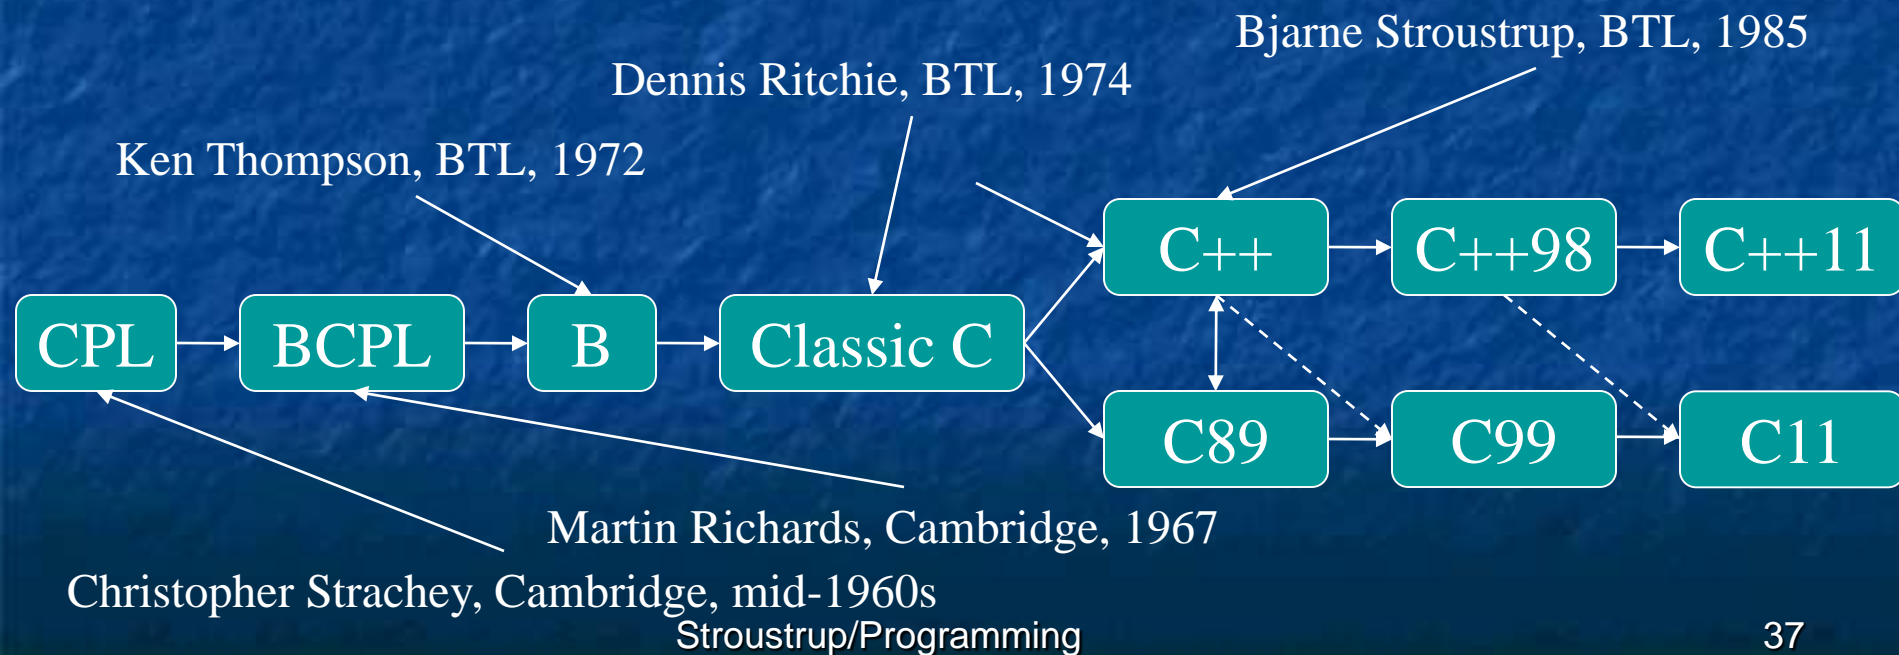 Bjarne Stroustrup, BTL, 1985
Dennis Ritchie, BTL, 1974
Ken Thompson, BTL, 1972
C++
C++98
C++11
CPL
BCPL
B
Classic C
C89
C99
C11
Martin Richards, Cambridge, 1967
Christopher Strachey, Cambridge, mid-1960s
Stroustrup/Programming
37